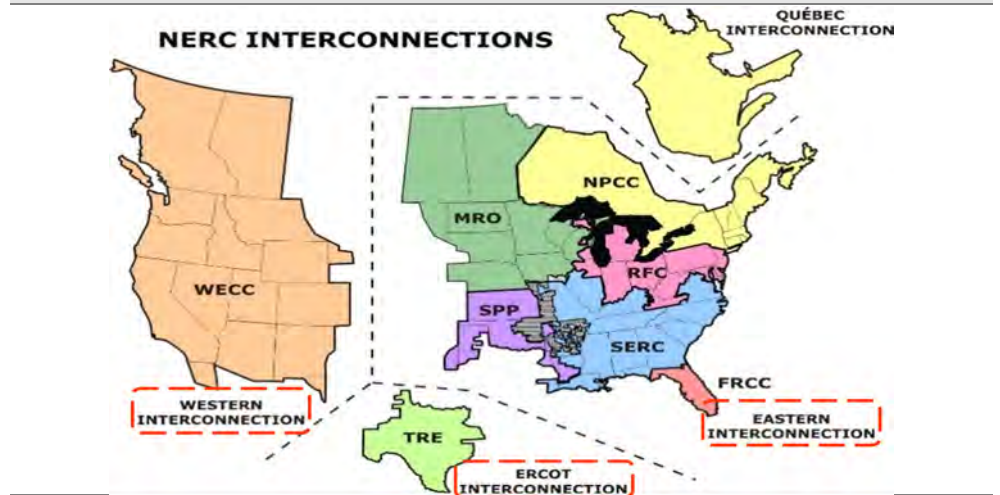 QUÉBEC
INTERCONNECTION
NERC INTERCONNECTIONS
NPCC
MRO
RFC
WECC
SPP
SERC
FRCC
WESTERN
INTERCONNECTION
EASTERN
INTERCONNECTION
TRE
ERCOT
INTERCONNECTION